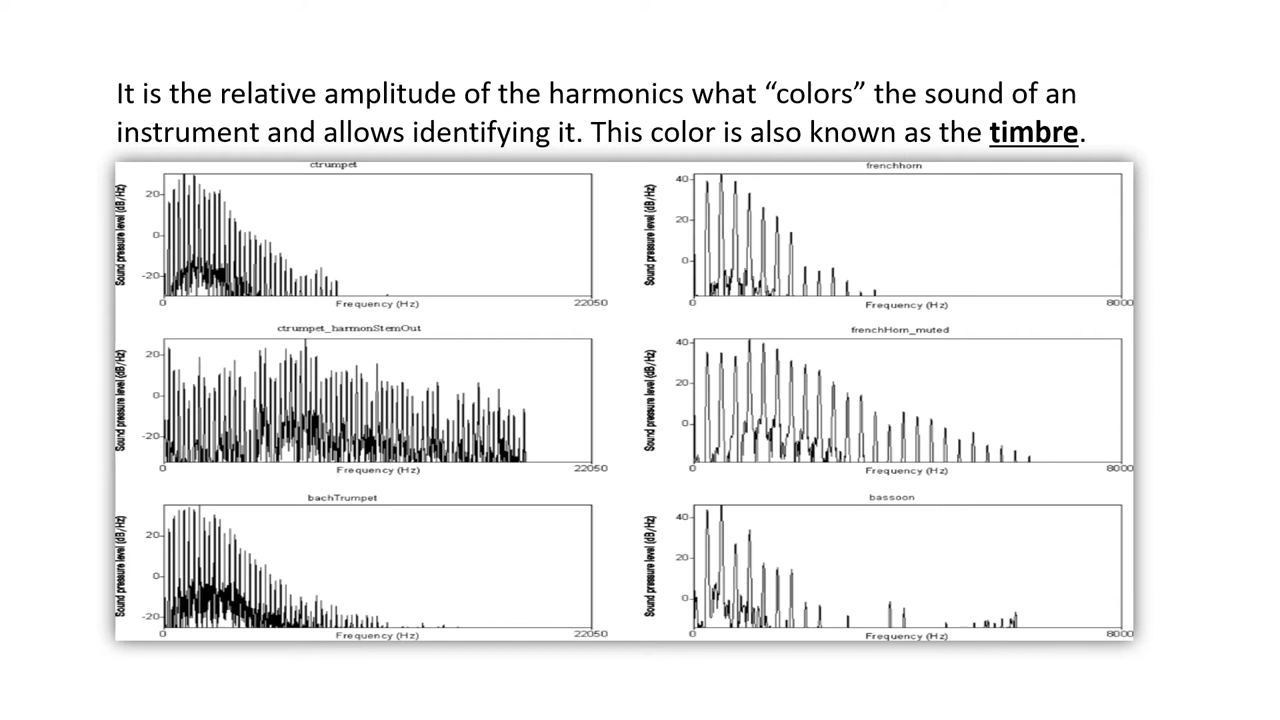 It is the relative amplitude of the harmonics what “colors” the sound of an
instrument and allows identifying it. This color is also known as the timbre.
ctrumpet
Sound pressure level (dB/Hz)
20
0
-20
0
Frequency (Hz)
22050
frenchhorn
Sound pressure level (dB/Hz)
40
20
0
0
Frequency (Hz)
8000
ctrumpet_harmonStemOut
Sound pressure level (dB/Hz)
20
0
-20
0
Frequency (Hz)
22050
frenchHorn_muted
Sound pressure level (dB/Hz)
40
20
0
0
Frequency (Hz)
8000
bachTrumpet
Sound pressure level (dB/Hz)
20
0
-20
0
Frequency (Hz)
22050
bassoon
Sound pressure level (dB/Hz)
40
20
0
0
Frequency (Hz)
8000